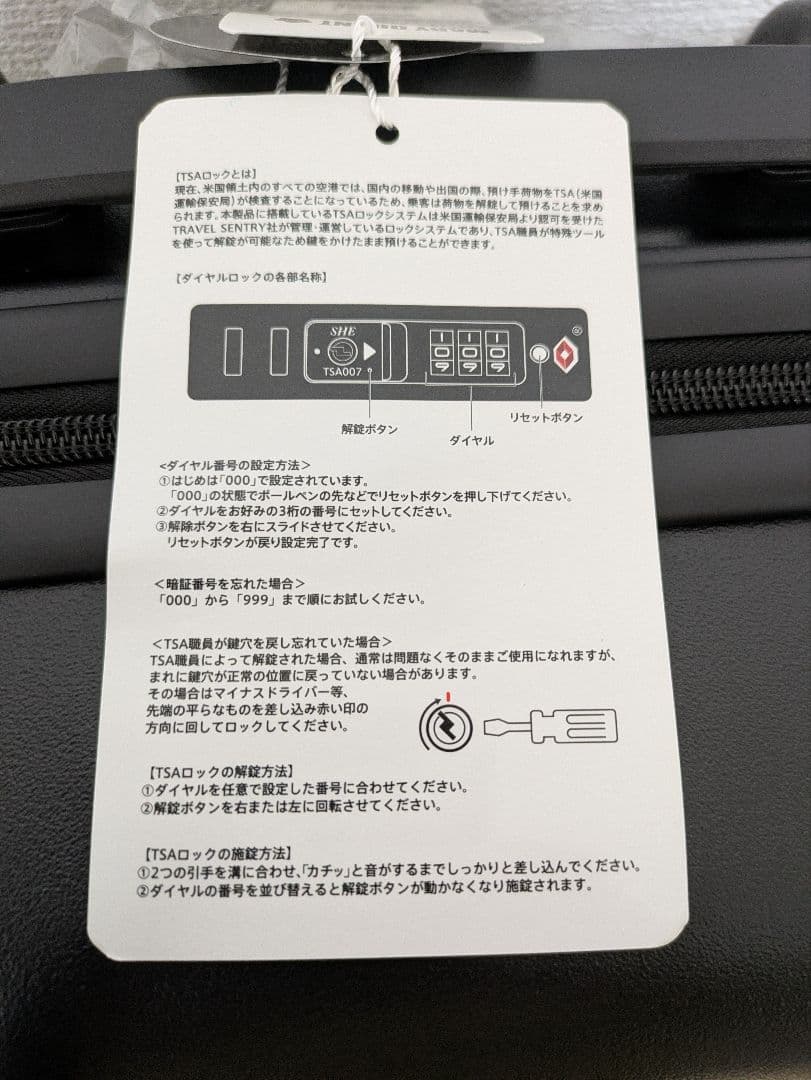 【TSAロックとは】
現在、米国領土内のすべての空港では、国内の移動や出国の際、預け手荷物をTSA(米国
運輸保安局)が検査することになっているため、乗客は荷物を解錠して預けることを求め
られます。本製品に搭載しているTSAロックシステムは米国運輸保安局より認可を受けた
TRAVEL SENTRY社が管理・運営しているロックシステムであり、TSA職員が特殊ツール
を使って解錠が可能なため鍵をかけたまま預けることができます。
【ダイヤルロックの各部名称】
SHE
TSA007
1 1 1
0 0 0
9 9 9
®
解錠ボタン
ダイヤル
リセットボタン
<ダイヤル番号の設定方法>
①はじめは「000」で設定されています。
「000」の状態でボールペンの先などでリセットボタンを押し下げてください。
②ダイヤルをお好みの3桁の番号にセットしてください。
③解除ボタンを右にスライドさせてください。
リセットボタンが戻り設定完了です。
<暗証番号を忘れた場合>
「000」から「999」まで順にお試しください。
<TSA職員が鍵穴を戻し忘れていた場合>
TSA職員によって解錠された場合、通常は問題なくそのままご使用になれますが、
まれに鍵穴が正常の位置に戻っていない場合があります。
その場合はマイナスドライバー等、
先端の平らなものを差し込み赤い印の
方向に回してロックしてください。
【TSAロックの解錠方法】
①ダイヤルを任意で設定した番号に合わせてください。
②解錠ボタンを右または左に回転させてください。
【TSAロックの施錠方法】
①2つの引手を溝に合わせ、「カチッ」と音がするまでしっかりと差し込んでください。
②ダイヤルの番号を並び替えると解錠ボタンが動かなくなり施錠されます。